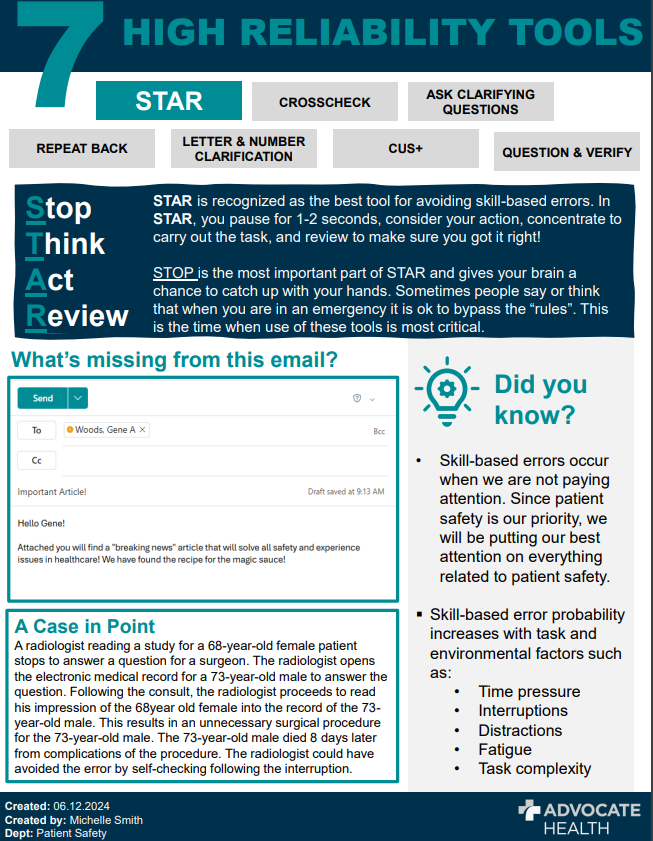 7 HIGH RELIABILITY TOOLS
STAR
CROSSCHECK
ASK CLARIFYING
QUESTIONS
REPEAT BACK
LETTER & NUMBER
CLARIFICATION
CUS+
QUESTION & VERIFY
Stop
Think
Act
Review
STAR is recognized as the best tool for avoiding skill-based errors. In
STAR, you pause for 1-2 seconds, consider your action, concentrate to
carry out the task, and review to make sure you got it right!
STOP is the most important part of STAR and gives your brain a
chance to catch up with your hands. Sometimes people say or think
that when you are in an emergency it is ok to bypass the “rules”. This
is the time when use of these tools is most critical.
What’s missing from this email?
Send
To
Woods, Gene A
Bcc
Cc
Important Article!
Draft saved at 9:13 AM
Hello Gene!
Attached you will find a "breaking news" article that will solve all safety and experience
issues in healthcare! We have found the recipe for the magic sauce!
A Case in Point
A radiologist reading a study for a 68-year-old female patient
stops to answer a question for a surgeon. The radiologist opens
the electronic medical record for a 73-year-old male to answer the
question. Following the consult, the radiologist proceeds to read
his impression of the 68year old female into the record of the 73-
year-old male. This results in an unnecessary surgical procedure
for the 73-year-old male. The 73-year-old male died 8 days later
from complications of the procedure. The radiologist could have
avoided the error by self-checking following the interruption.
Did you
know?
• Skill-based errors occur
when we are not paying
attention. Since patient
safety is our priority, we
will be putting our best
attention on everything
related to patient safety.
▪ Skill-based error probability
increases with task and
environmental factors such
as:
• Time pressure
• Interruptions
• Distractions
• Fatigue
• Task complexity
Created: 06.12.2024
Created by: Michelle Smith
Dept: Patient Safety
ADVOCATE
HEALTH